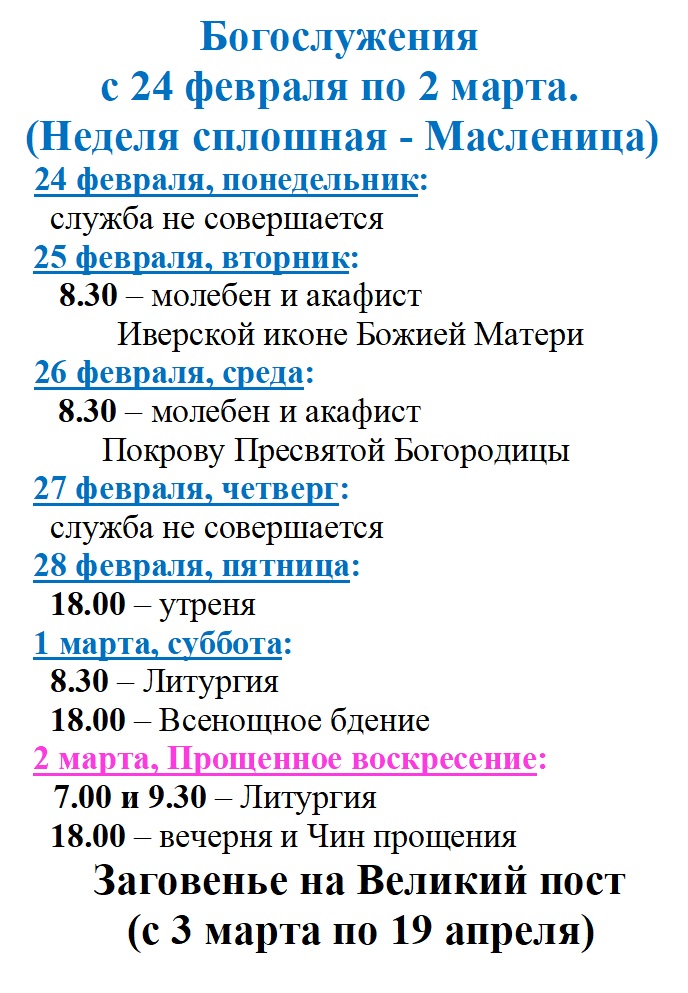 Богослужения
с 24 февраля по 2 марта.
(Неделя сплошная - Масленица)
24 февраля, понедельник:
служба не совершается
25 февраля, вторник:
8.30 – молебен и акафист
Иверской иконе Божией Матери
26 февраля, среда:
8.30 – молебен и акафист
Покрову Пресвятой Богородицы
27 февраля, четверг:
служба не совершается
28 февраля, пятница:
18.00 – утреня
1 марта, суббота:
8.30 – Литургия
18.00 – Всенощное бдение
2 марта, Прощенное воскресение:
7.00 и 9.30 – Литургия
18.00 – вечерня и Чин прощения
Заговенье на Великий пост
(с 3 марта по 19 апреля)